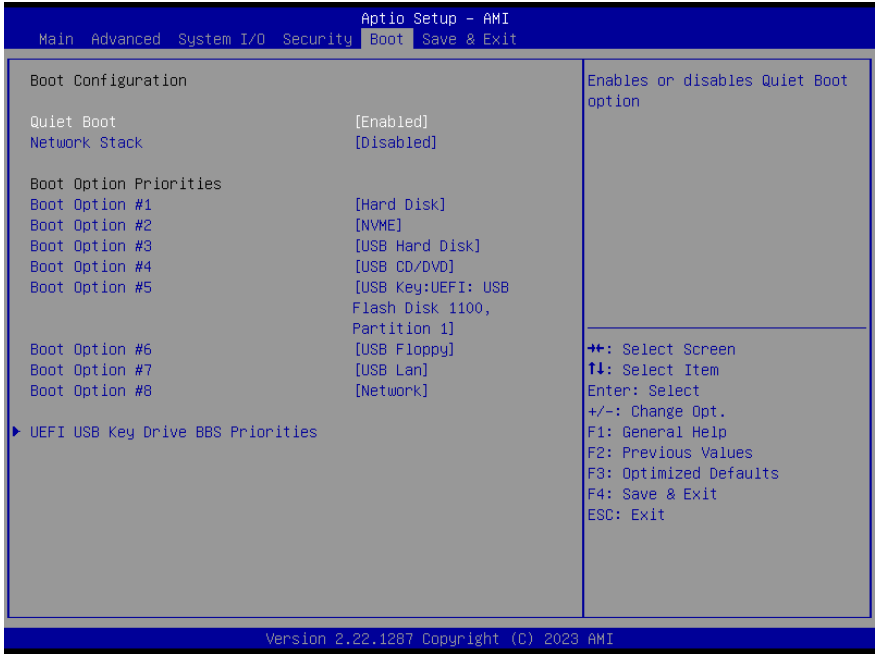 Aptio Setup - AMI
Main Advanced System I/O Security Boot Save & Exit
Boot Configuration
Quiet Boot [Enabled]
Network Stack [Disabled]
Boot Option Priorities
Boot Option #1 [Hard Disk]
Boot Option #2 [NVME]
Boot Option #3 [USB Hard Disk]
Boot Option #4 [USB CD/DVD]
Boot Option #5 [USB Key:UEFI: USB
Flash Disk 1100,
Partition 1]
Boot Option #6 [USB Floppy]
Boot Option #7 [USB Lan]
Boot Option #8 [Network]
UEFI USB Key Drive BBS Priorities
Enables or disables Quiet Boot
option
→←: Select Screen
↑↓: Select Item
Enter: Select
+/-: Change Opt.
F1: General Help
F2: Previous Values
F3: Optimized Defaults
F4: Save & Exit
ESC: Exit
Version 2.22.1287 Copyright (C) 2023 AMI